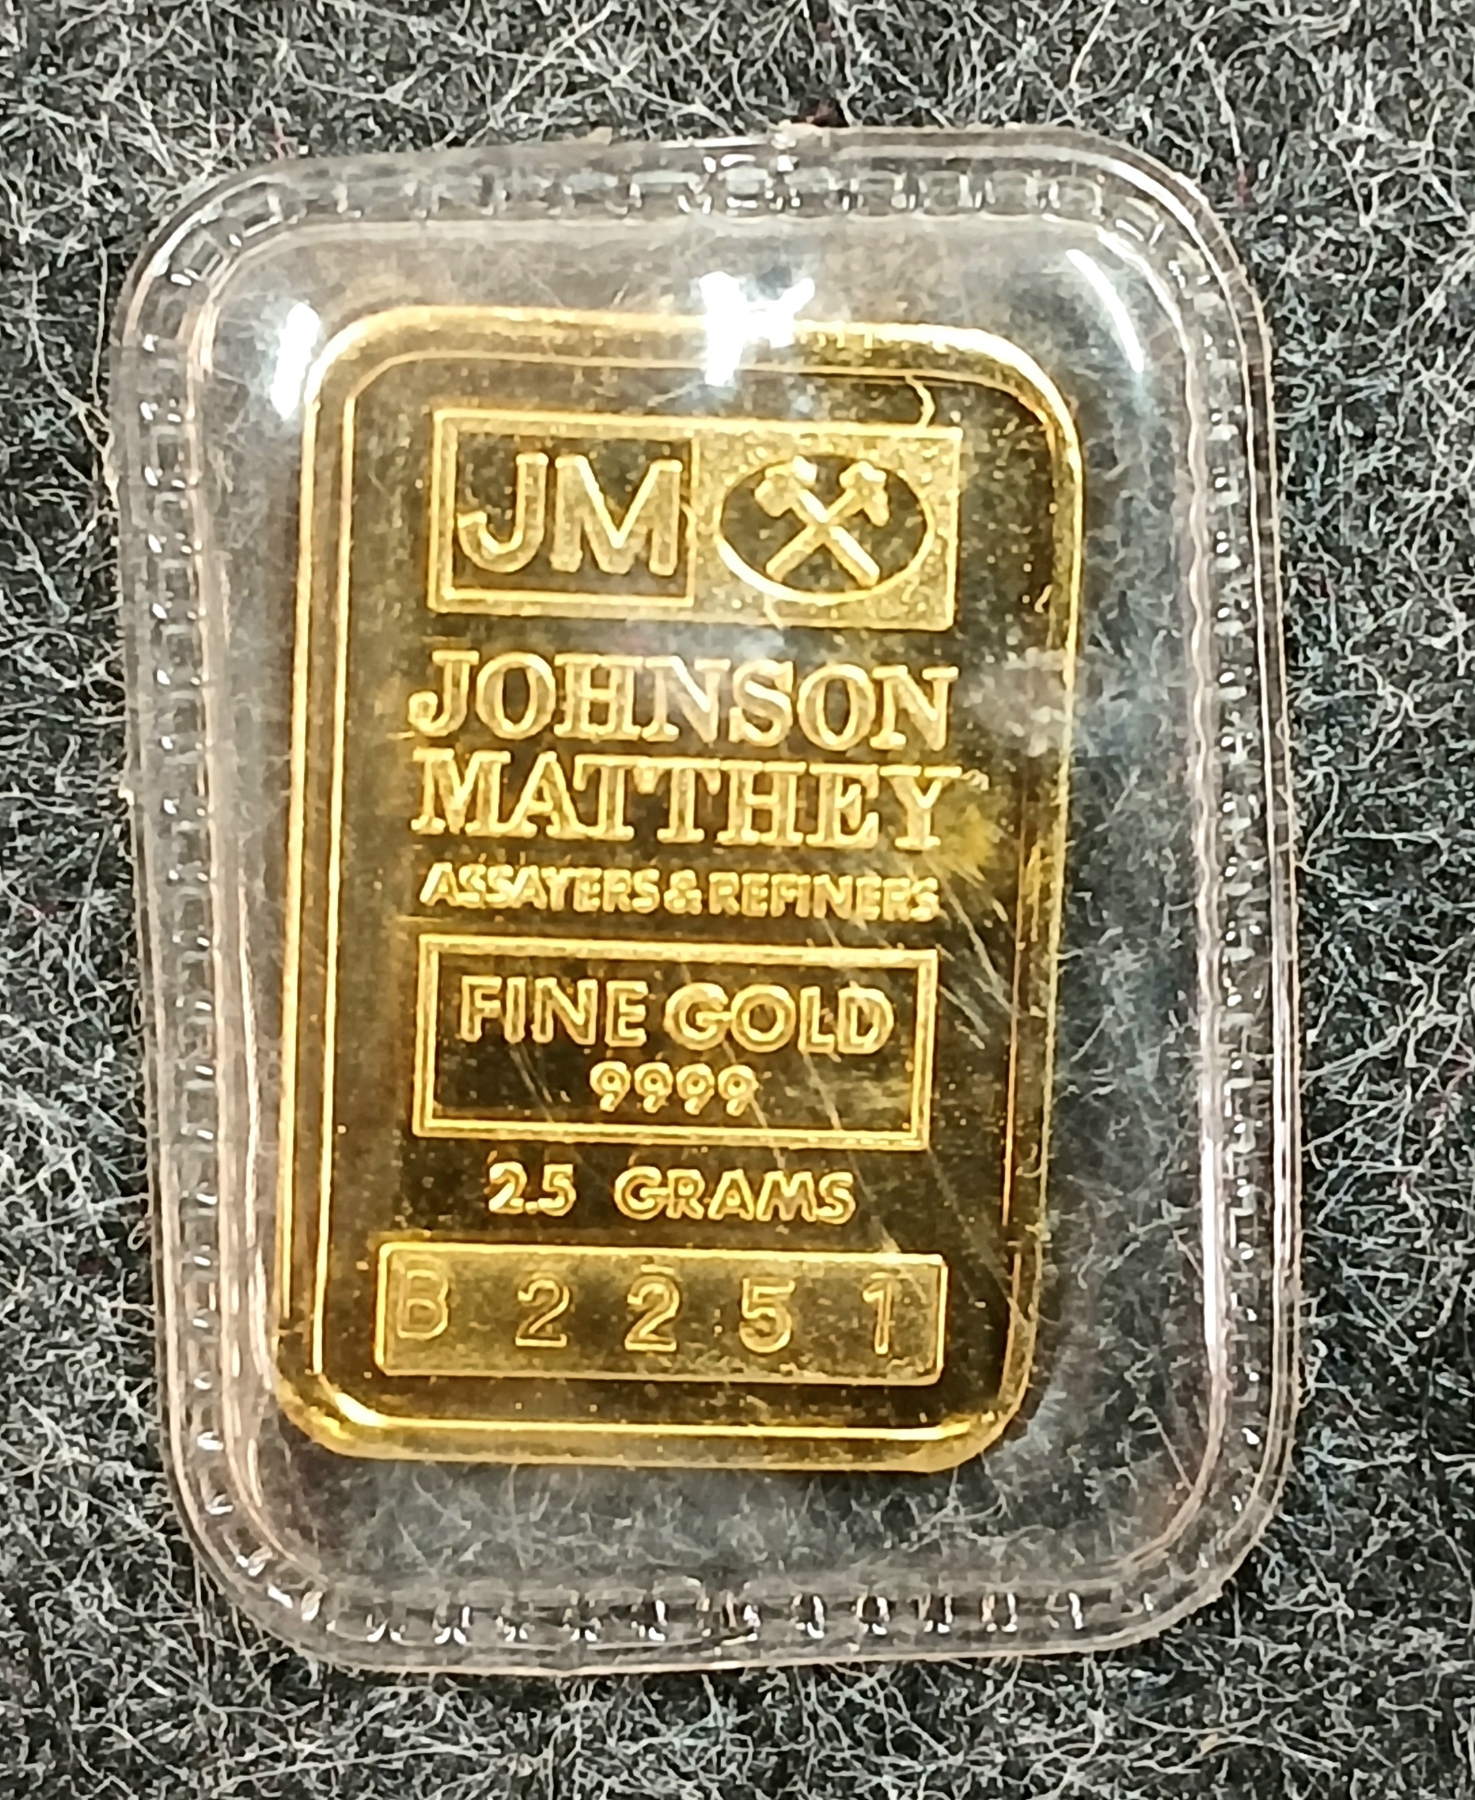 JM
JOHNSON
MATTHEY
ASSAYERS & REFINERS
FINE GOLD
9999
2.5 GRAMS
B 2 2 5 1